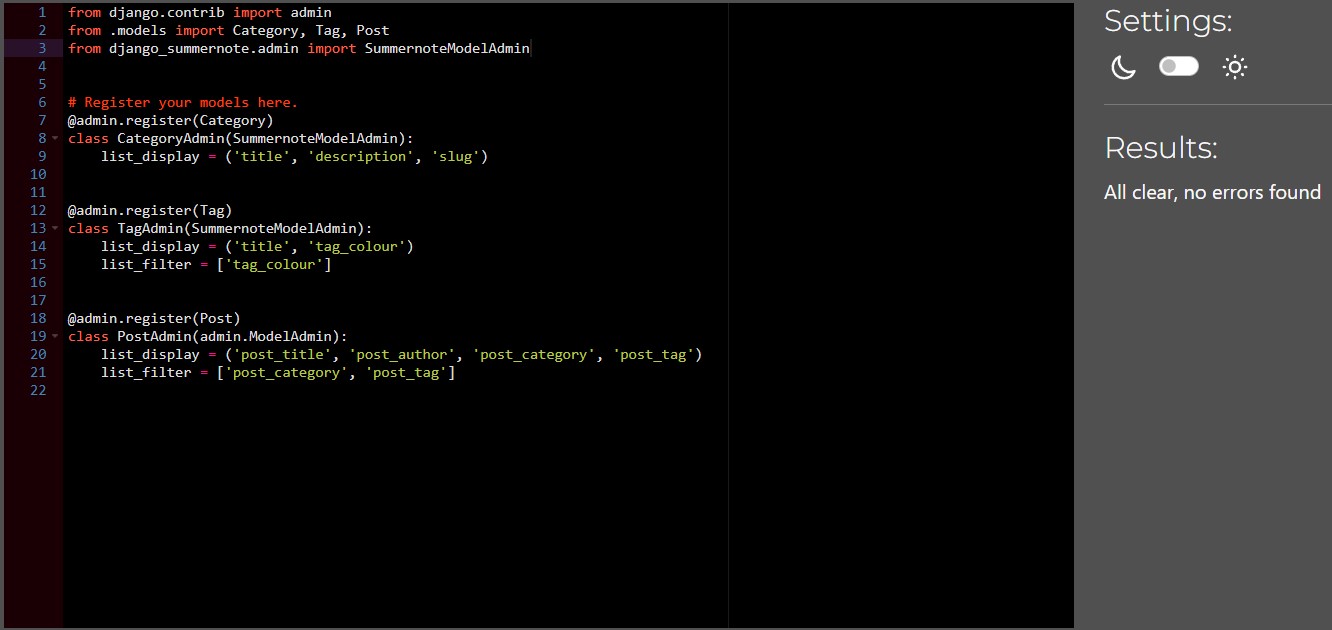 1 from django.contrib import admin
2 from .models import Category, Tag, Post
3 from django_summernote.admin import SummernoteModelAdmin
4
5
6 # Register your models here.
7 @admin.register(Category)
8 class CategoryAdmin(SummernoteModelAdmin):
9     list_display = ('title', 'description', 'slug')
10
11
12 @admin.register(Tag)
13 class TagAdmin(SummernoteModelAdmin):
14     list_display = ('title', 'tag_colour')
15     list_filter = ['tag_colour']
16
17
18 @admin.register(Post)
19 class PostAdmin(admin.ModelAdmin):
20     list_display = ('post_title', 'post_author', 'post_category', 'post_tag')
21     list_filter = ['post_category', 'post_tag']
22
Settings:
Results:
All clear, no errors found